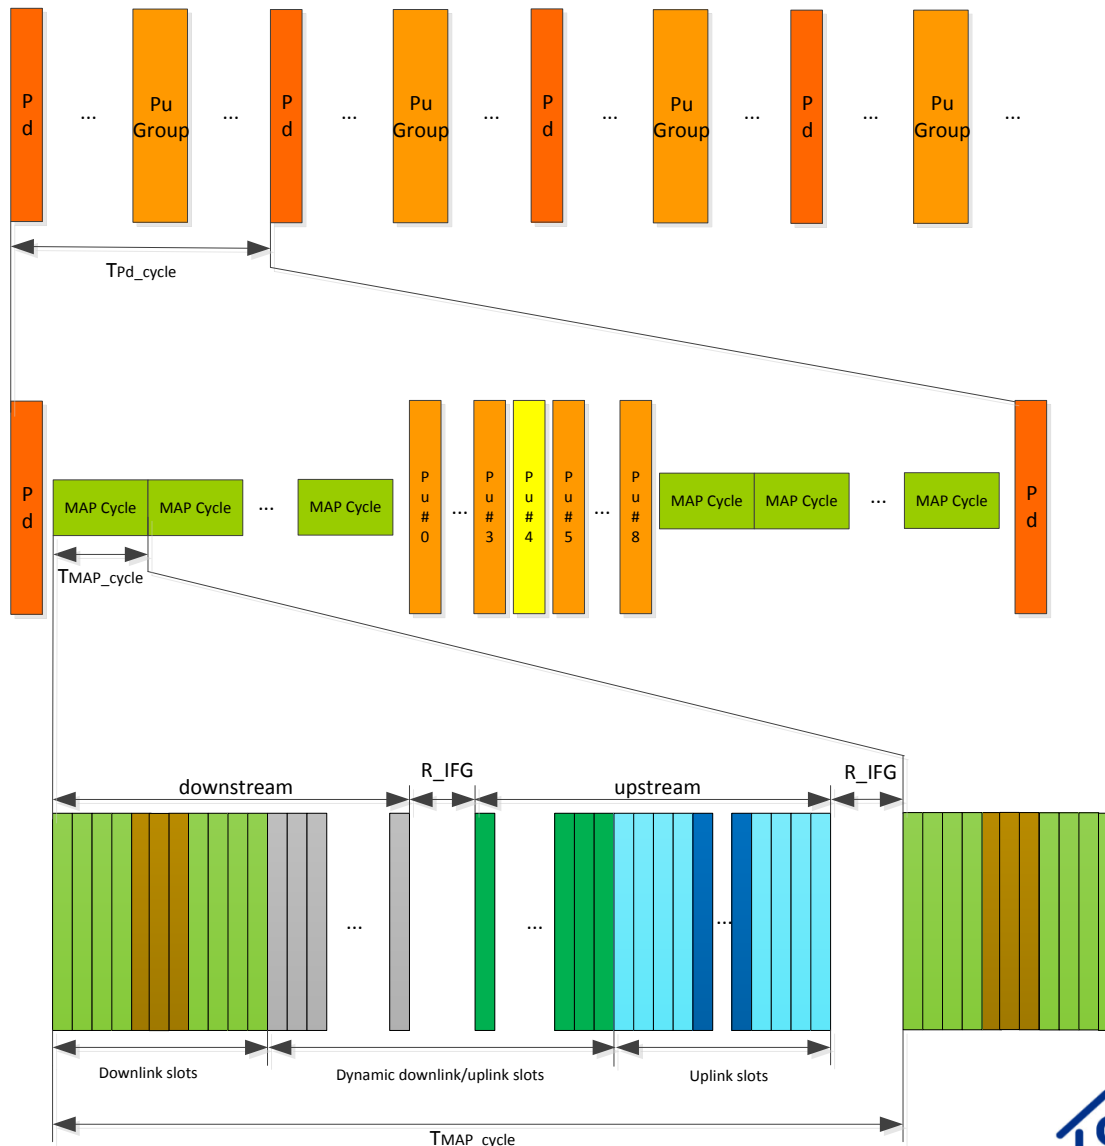 P
d
...
Pu
Group
...
P
d
...
Pu
Group
...
P
d
...
Pu
Group
...
P
d
...
Pu
Group
...
TPd_cycle
P
d
MAP Cycle
MAP Cycle
...
MAP Cycle
P
u
#
0
...
P
u
#
3
P
u
#
4
P
u
#
5
...
P
u
#
8
MAP Cycle
MAP Cycle
...
MAP Cycle
P
d
TMAP_cycle
downstream
R_IFG
upstream
R_IFG
...
...
...
Downlink slots
Dynamic downlink/uplink slots
Uplink slots
TMAP_cycle